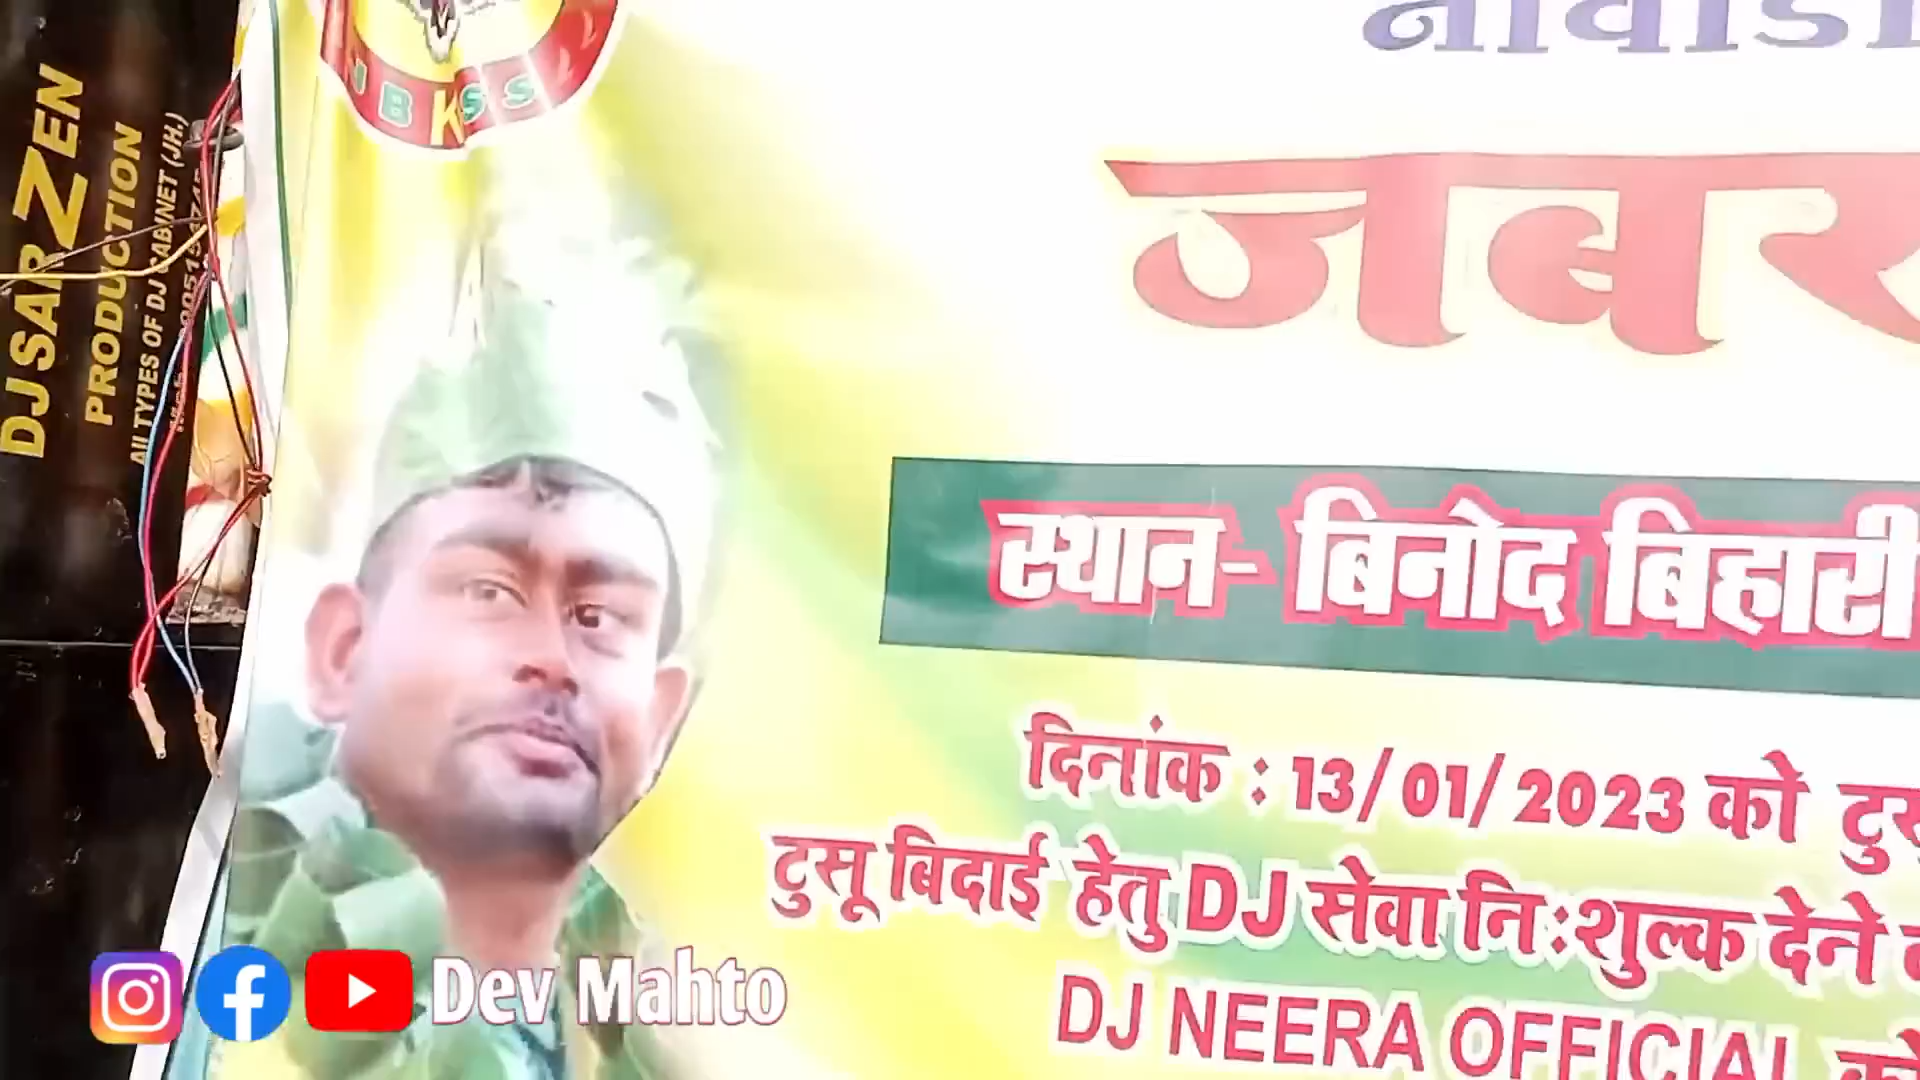 JBKSS
DJ SARZEN
PRODUCTION
All TYPES OF DJ CABINET (JH.)
स्थान- बिनोद बिहारी
दिनांक : 13/01/2023 को
टुसू बिदाई हेतु DJ सेवा नि:शुल्क देने
DJ NEERA OFFICIAL को
Dev Mahto